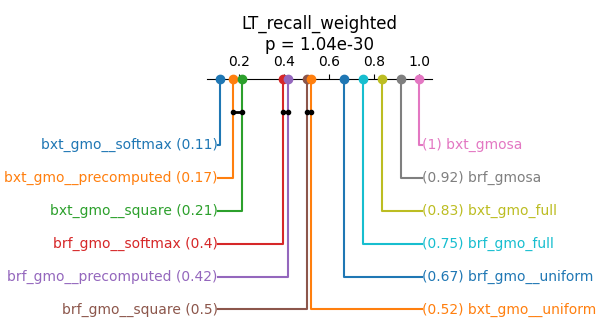 LT_recall_weighted
p = 1.04e-30
0.2 0.4 0.6 0.8 1.0
bxt_gmo__softmax (0.11) (1) bxt_gmosa
bxt_gmo__precomputed (0.17) (0.92) brf_gmosa
bxt_gmo__square (0.21) (0.83) bxt_gmo_full
brf_gmo__softmax (0.4) (0.75) brf_gmo_full
brf_gmo__precomputed (0.42) (0.67) brf_gmo__uniform
brf_gmo__square (0.5) (0.52) bxt_gmo__uniform